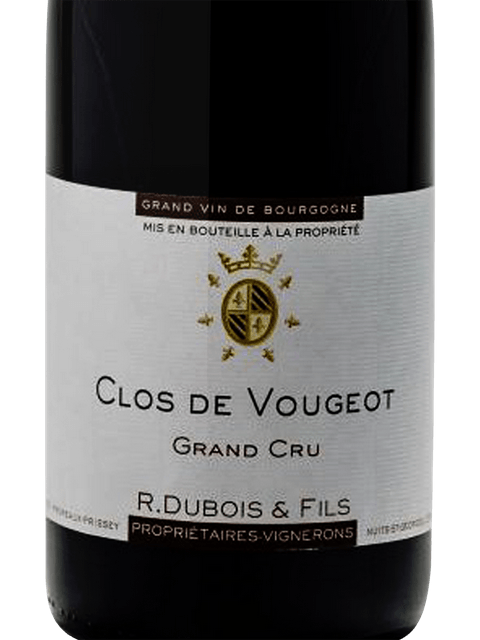 GRAND VIN DE BOURGOGNE
MIS EN BOUTEILLE À LA PROPRIÉTÉ
CLOS DE VOUGEOT
GRAND CRU
R.DUBOIS & FILS
PROPRIÉTAIRES-VIGNERONS